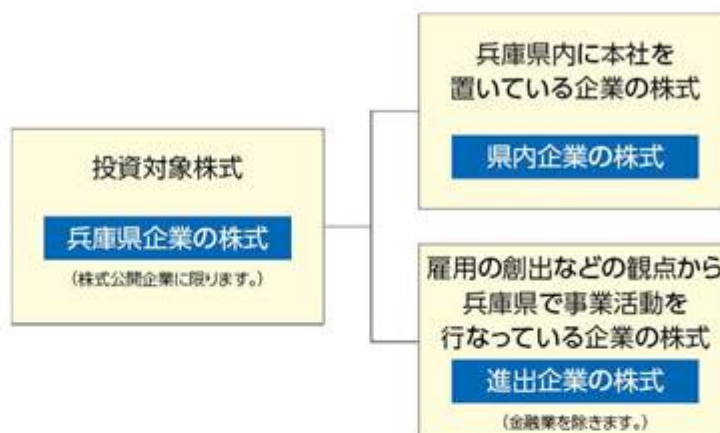 投資対象株式
兵庫県企業の株式
(株式公開企業に限ります。)
兵庫県内に本社を
置いている企業の株式
県内企業の株式
雇用の創出などの観点から
兵庫県で事業活動を
行なっている企業の株式
進出企業の株式
(金融業を除きます。)